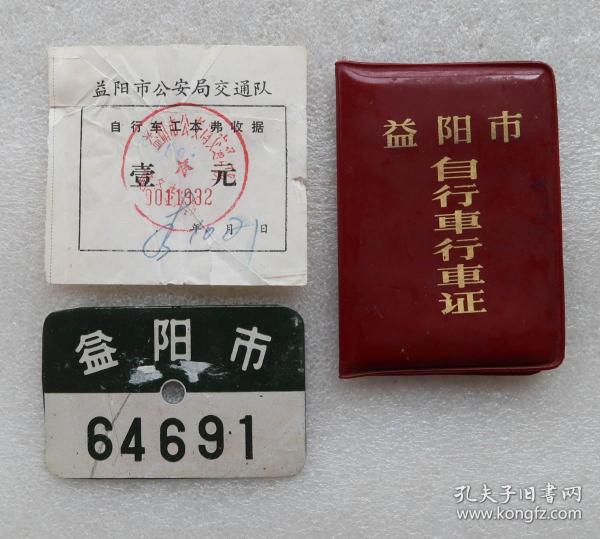 益阳市公安局交通队
自行车工本费收据
壹元
0011932
年 月 日
益阳市
自行車行車证
益阳市
64691
孔夫子旧书网
www.kongfz.com